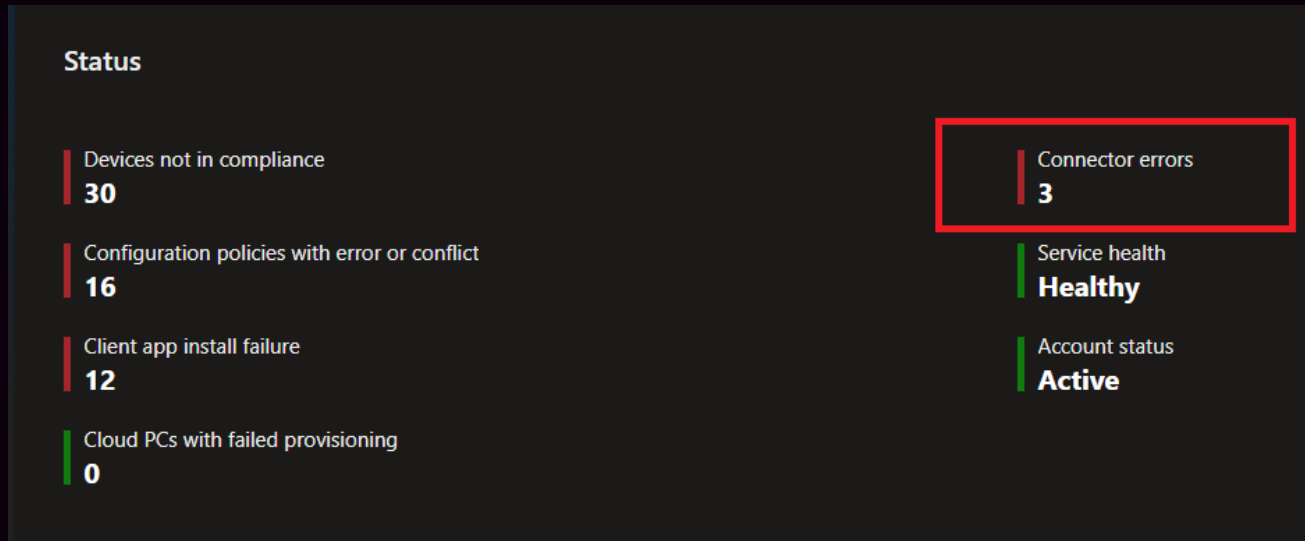 Status
Devices not in compliance
30
Configuration policies with error or conflict
16
Client app install failure
12
Cloud PCs with failed provisioning
0
Connector errors
3
Service health
Healthy
Account status
Active